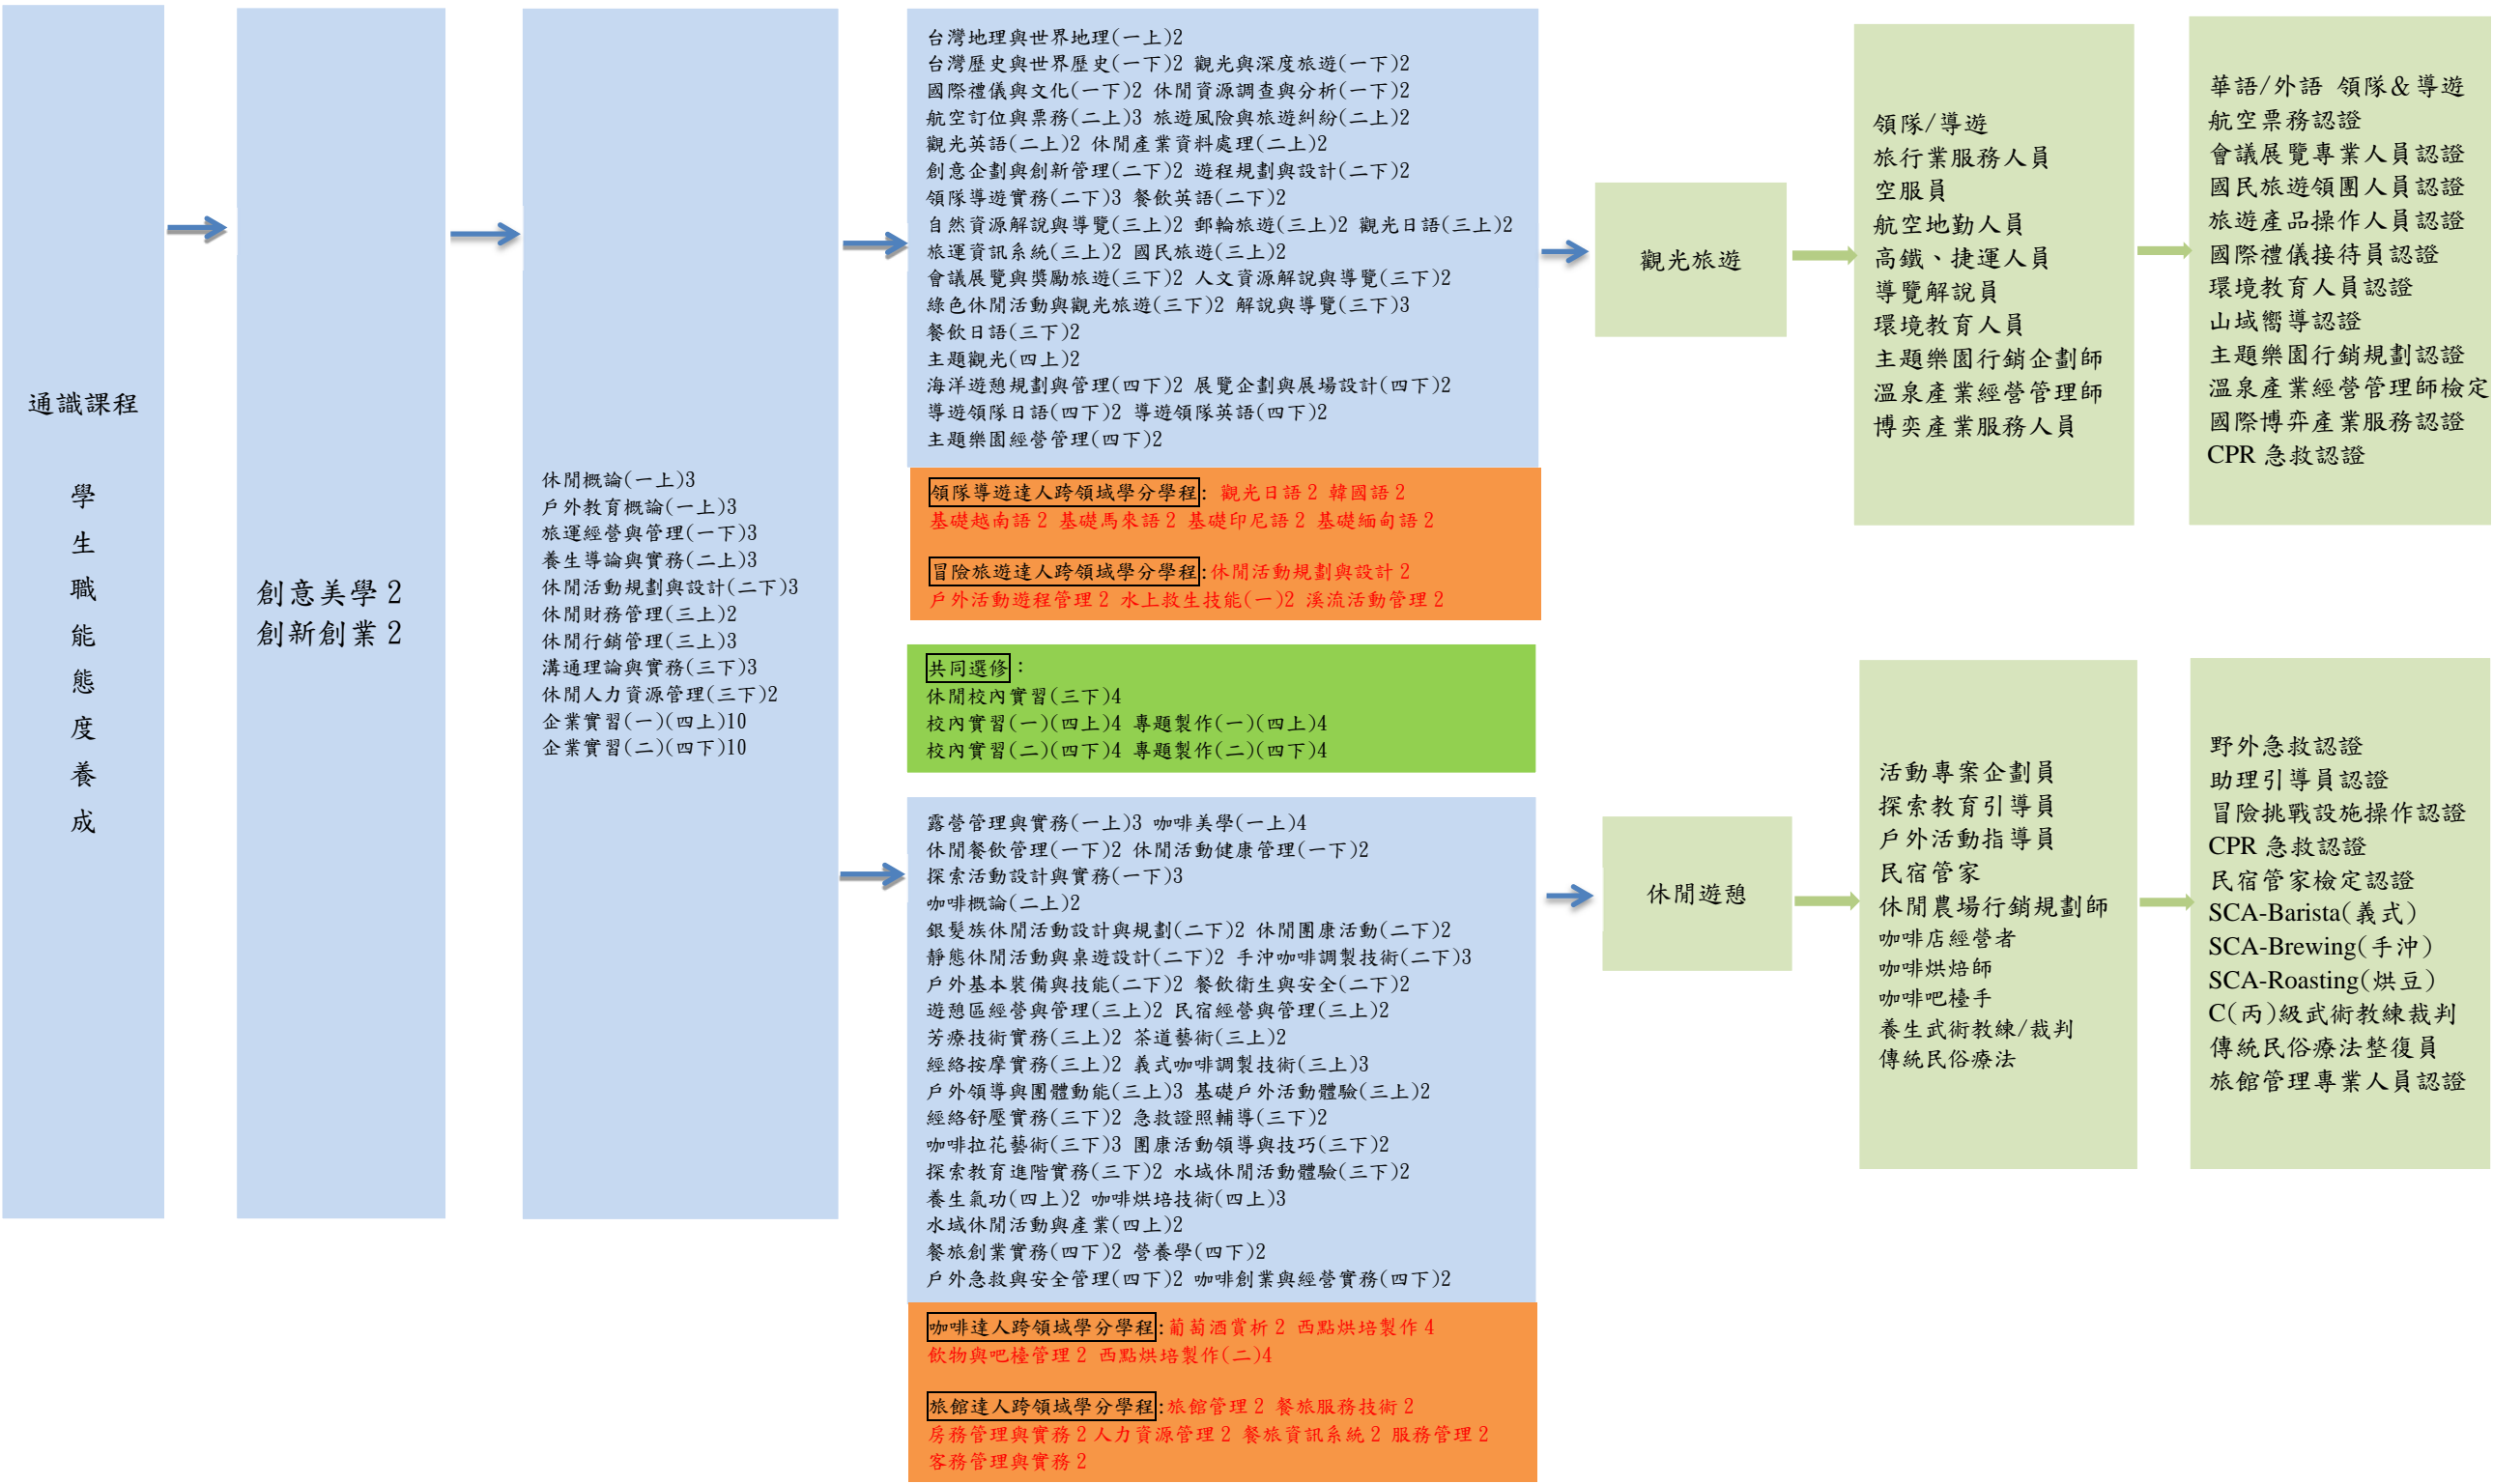 通識課程
學
生
職
能
態
度
養
成
創意美學 2
創新創業 2
休閒概論(一上)3
戶外教育概論(一上)3
旅運經營與管理(一下)3
養生導論與實務(二上)3
休閒活動規劃與設計(二下)3
休閒財務管理(三上)2
休閒行銷管理(三上)3
溝通理論與實務(三下)3
休閒人力資源管理(三下)2
企業實習(一)(四上)10
企業實習(二)(四下)10
台灣地理與世界地理(一上)2
台灣歷史與世界歷史(一下)2 觀光與深度旅遊(一下)2
國際禮儀與文化(一下)2 休閒資源調查與分析(一下)2
航空訂位與票務(二上)3 旅遊風險與旅遊糾紛(二上)2
觀光英語(二上)2 休閒產業資料處理(二上)2
創意企劃與創新管理(二下)2 遊程規劃與設計(二下)2
領隊導遊實務(二下)3 餐飲英語(二下)2
自然資源解說與導覽(三上)2 郵輪旅遊(三上)2 觀光日語(三上)2
旅運資訊系統(三上)2 國民旅遊(三上)2
會議展覽與獎勵旅遊(三下)2 人文資源解說與導覽(三下)2
綠色休閒活動與觀光旅遊(三下)2 解說與導覽(三下)3
餐飲日語(三下)2
主題觀光(四上)2
海洋遊憩規劃與管理(四下)2 展覽企劃與展場設計(四下)2
導遊領隊日語(四下)2 導遊領隊英語(四下)2
主題樂園經營管理(四下)2
領隊導遊達人跨領域學分學程: 觀光日語 2 韓國語 2
基礎越南語 2 基礎馬來語 2 基礎印尼語 2 基礎緬甸語 2
冒險旅遊達人跨領域學分學程:休閒活動規劃與設計 2
戶外活動遊程管理 2 水上救生技能(一)2 溪流活動管理 2
共同選修：
休閒校內實習(三下)4
校內實習(一)(四上)4 專題製作(一)(四上)4
校內實習(二)(四下)4 專題製作(二)(四下)4
露營管理與實務(一上)3 咖啡美學(一上)4
休閒餐飲管理(一下)2 休閒活動健康管理(一下)2
探索活動設計與實務(一下)3
咖啡概論(二上)2
銀髮族休閒活動設計與規劃(二下)2 休閒團康活動(二下)2
靜態休閒活動與桌遊設計(二下)2 手沖咖啡調製技術(二下)3
戶外基本裝備與技能(二下)2 餐飲衛生與安全(二下)2
遊憩區經營與管理(三上)2 民宿經營與管理(三上)2
芳療技術實務(三上)2 茶道藝術(三上)2
經絡按摩實務(三上)2 義式咖啡調製技術(三上)3
戶外領導與團體動能(三上)3 基礎戶外活動體驗(三上)2
經絡舒壓實務(三下)2 急救證照輔導(三下)2
咖啡拉花藝術(三下)3 團康活動領導與技巧(三下)2
探索教育進階實務(三下)2 水域休閒活動體驗(三下)2
養生氣功(四上)2 咖啡烘培技術(四上)3
水域休閒活動與產業(四上)2
餐旅創業實務(四下)2 營養學(四下)2
戶外急救與安全管理(四下)2 咖啡創業與經營實務(四下)2
咖啡達人跨領域學分學程:葡萄酒賞析 2 西點烘培製作 4
飲物與吧檯管理 2 西點烘培製作(二)4
旅館達人跨領域學分學程:旅館管理 2 餐旅服務技術 2
房務管理與實務 2 人力資源管理 2 餐旅資訊系統 2 服務管理 2
客務管理與實務 2
觀光旅遊
領隊/導遊
旅行業服務人員
空服員
航空地勤人員
高鐵、捷運人員
導覽解說員
環境教育人員
主題樂園行銷企劃師
溫泉產業經營管理師
博奕產業服務人員
華語/外語 領隊＆導遊
航空票務認證
會議展覽專業人員認證
國民旅遊領團人員認證
旅遊產品操作人員認證
國際禮儀接待員認證
環境教育人員認證
山域嚮導認證
主題樂園行銷規劃認證
溫泉產業經營管理師檢定
國際博弈產業服務認證
CPR 急救認證
休閒遊憩
活動專案企劃員
探索教育引導員
戶外活動指導員
民宿管家
休閒農場行銷規劃師
咖啡店經營者
咖啡烘焙師
咖啡吧檯手
養生武術教練/裁判
傳統民俗療法
野外急救認證
助理引導員認證
冒險挑戰設施操作認證
CPR 急救認證
民宿管家檢定認證
SCA-Barista(義式)
SCA-Brewing(手沖)
SCA-Roasting(烘豆)
C(丙)級武術教練裁判
傳統民俗療法整復員
旅館管理專業人員認證